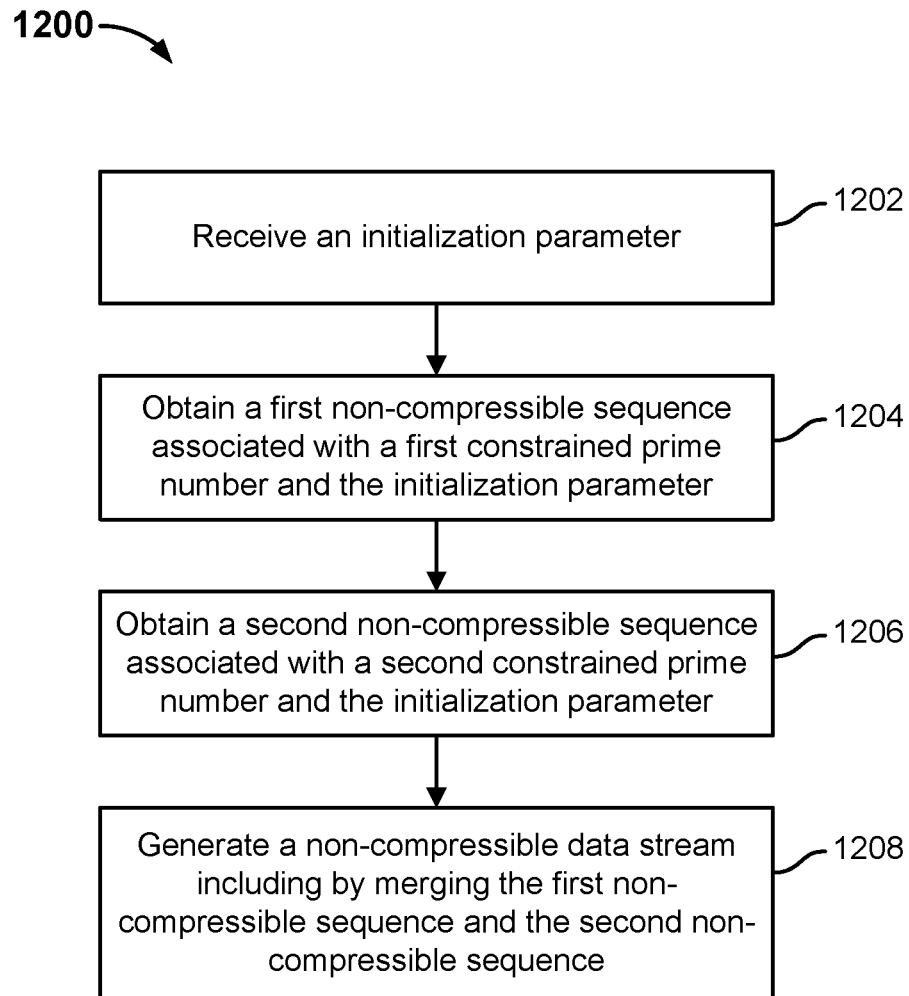 1200
1202
Receive an initialization parameter
Obtain a first non-compressible sequence
associated with a first constrained prime
number and the initialization parameter
1204
Obtain a second non-compressible sequence
associated with a second constrained prime
number and the initialization parameter
1206
Generate a non-compressible data stream
including by merging the first non-
compressible sequence and the second non-
compressible sequence
1208